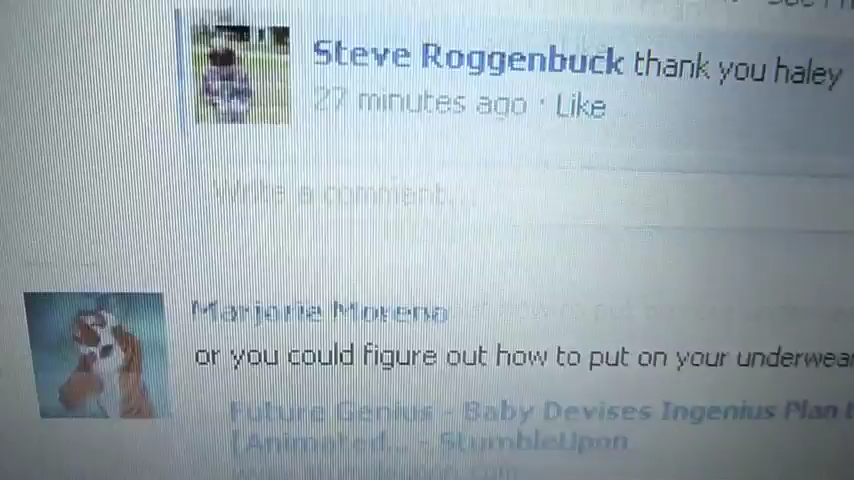 Steve Roggenbuck thank you haley
27 minutes ago · Like
Write a comment...
Marjorie Moreno
or you could figure out how to put on your underwear
Future Genius - Baby Devises Ingenius Plan t
[Animated... - StumbleUpon